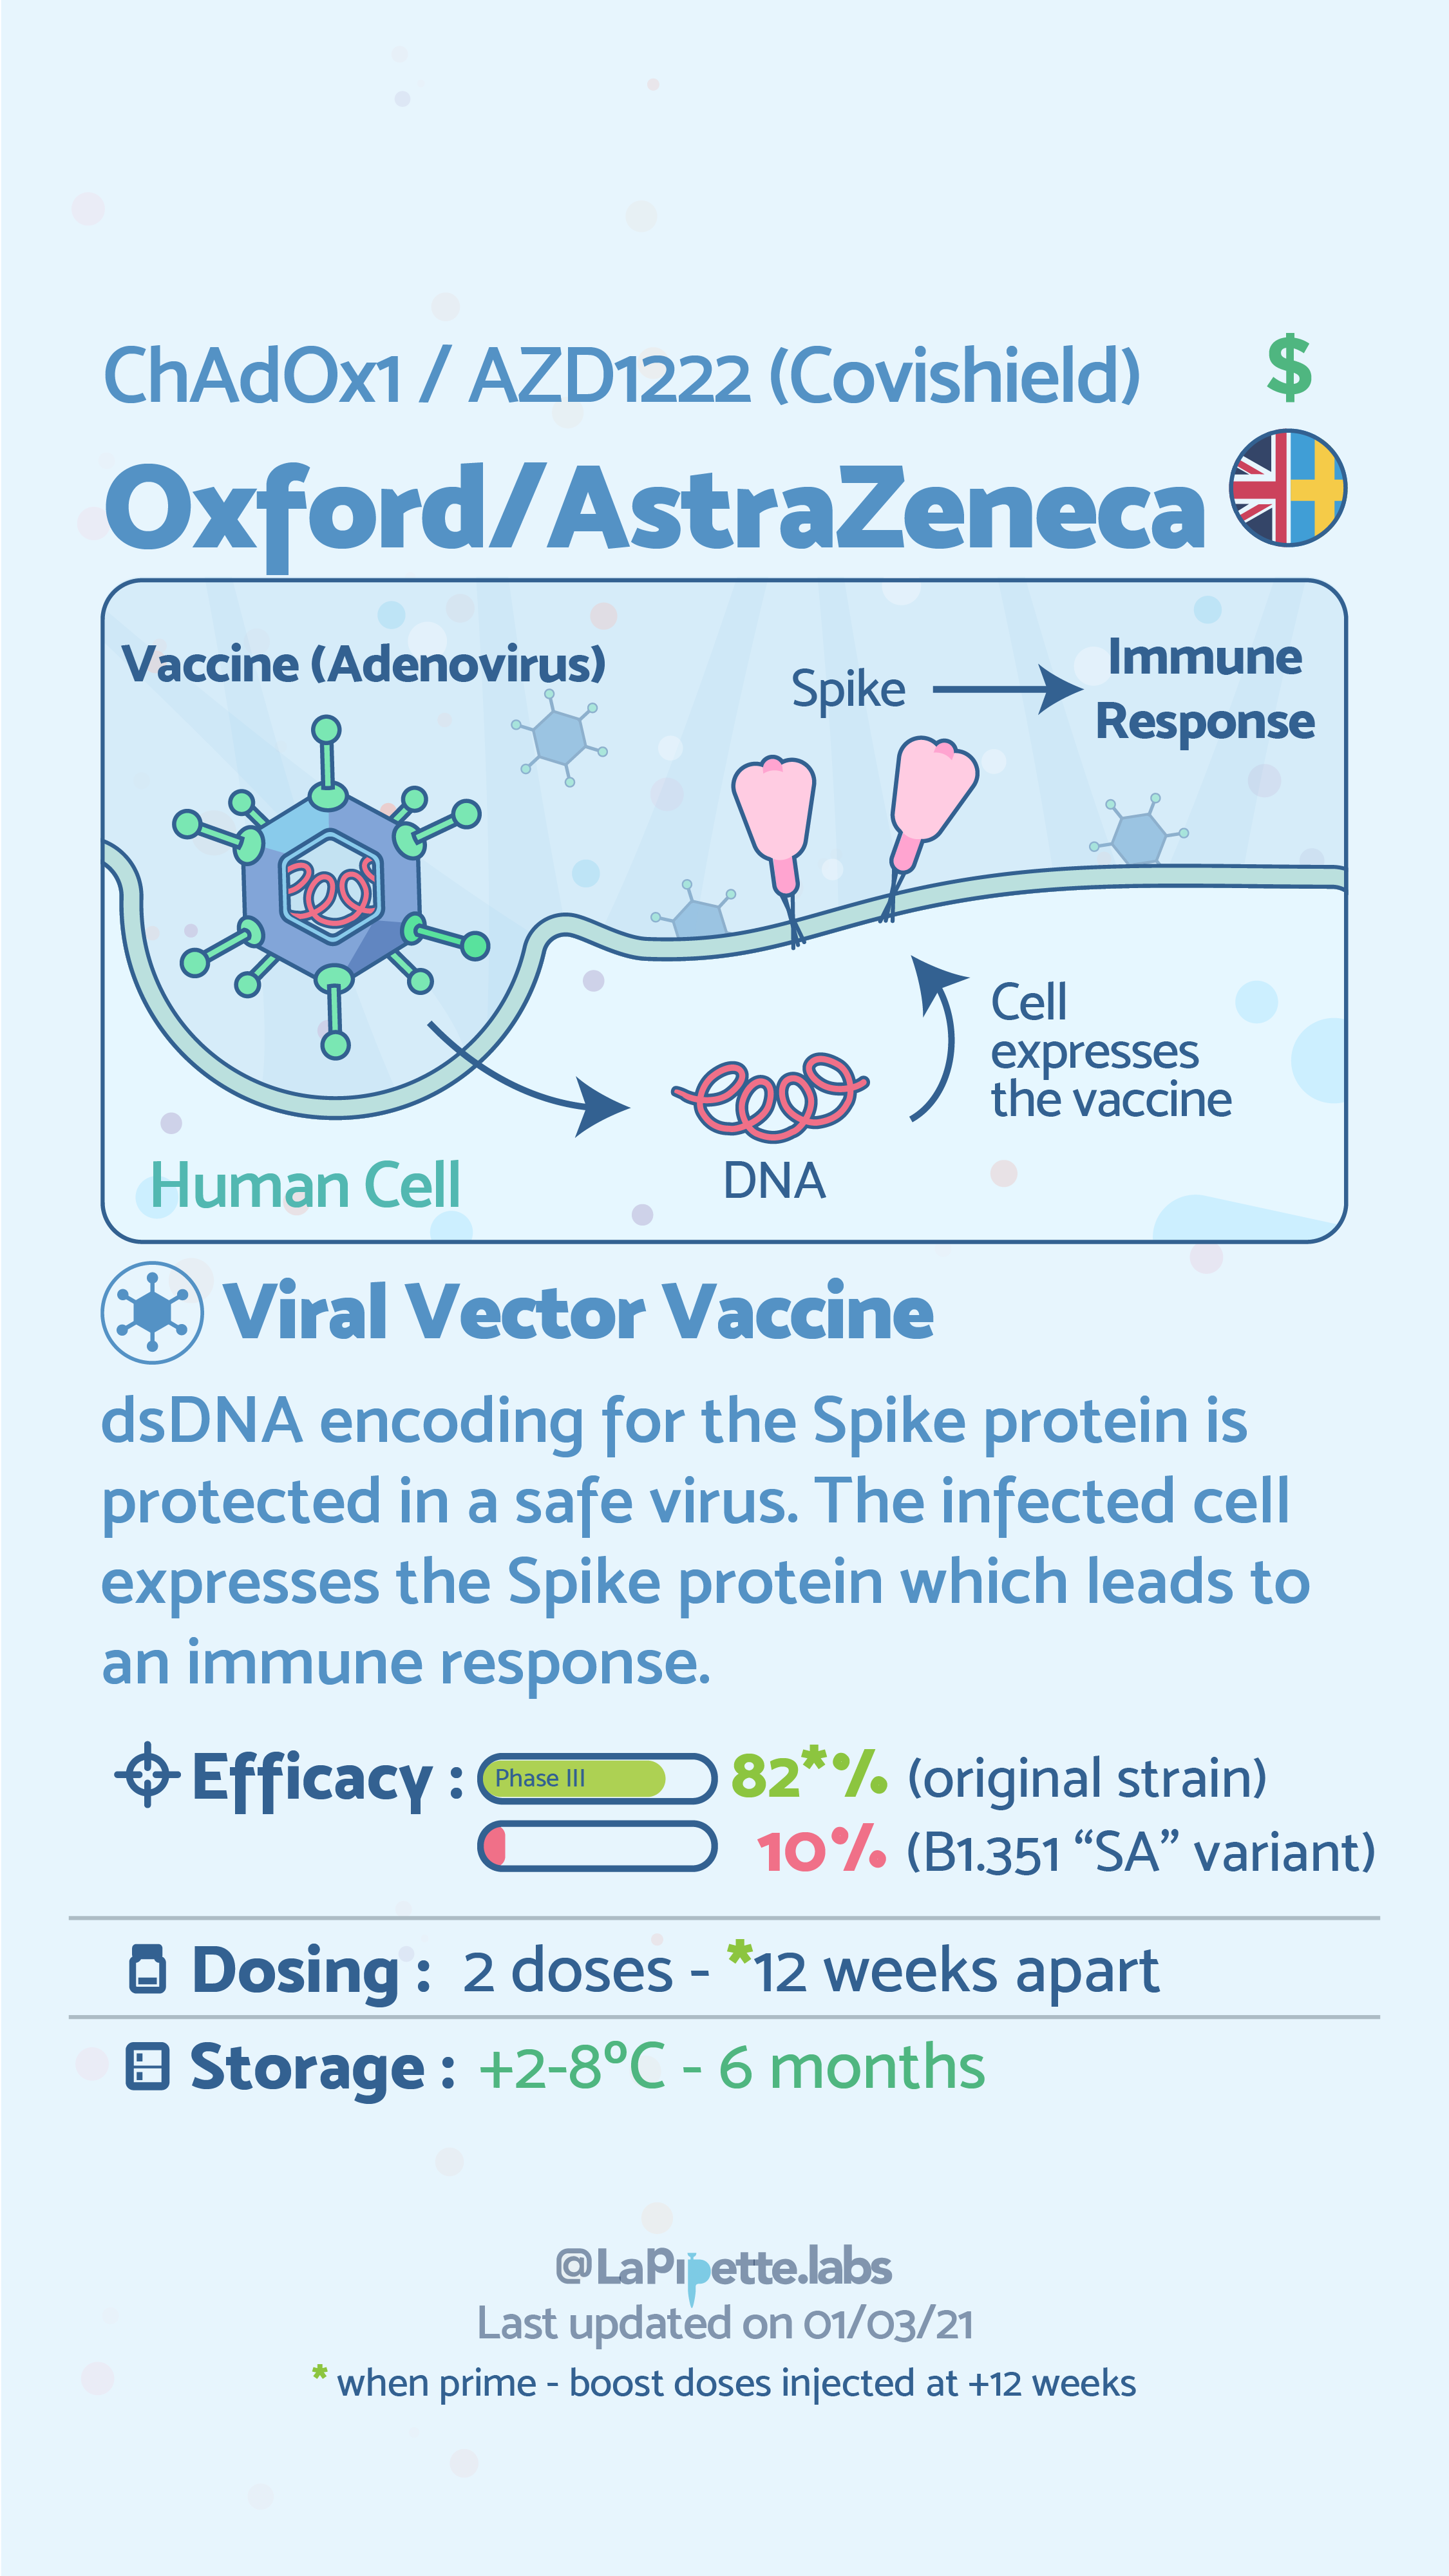 ChAdOx1 / AZD1222 (Covishield)
$
Oxford/AstraZeneca
Vaccine (Adenovirus)
Spike
Immune
Response
Cell
expresses
the vaccine
DNA
Human Cell
Viral Vector Vaccine
dsDNA encoding for the Spike protein is
protected in a safe virus. The infected cell
expresses the Spike protein which leads to
an immune response.
Efficacy : Phase III 82*% (original strain)
10% (B1.351 “SA” variant)
Dosing : 2 doses - *12 weeks apart
Storage : +2-8ºC - 6 months
@LaPipette.labs
Last updated on 01/03/21
* when prime - boost doses injected at +12 weeks